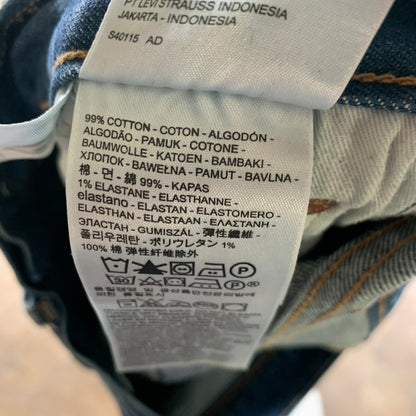 PT LEVI STRAUSS INDONESIA
JAKARTA - INDONESIA
S40115 AD
99% COTTON - COTON - ALGODÓN -
ALGODÃO - PAMUK - COTONE -
BAUMWOLLE - KATOEN - BAMBAKI -
ХЛОПОК - BAWEŁNA - PAMUT - BAVLNA -
棉 - 면 - 綿 99% - KAPAS
1% ELASTANE - ELASTHANNE -
elastano - ELASTAN - ELASTOMERO -
ELASTHAN - ELASTAAN - ΕΛΑΣΤΑΝΗ -
ЭЛАСТАН - GUMISZÁL - 弹性纤维 -
폴리우레탄 - ポリウレタン 1%
100% 棉 弹性纤维除外
P
P